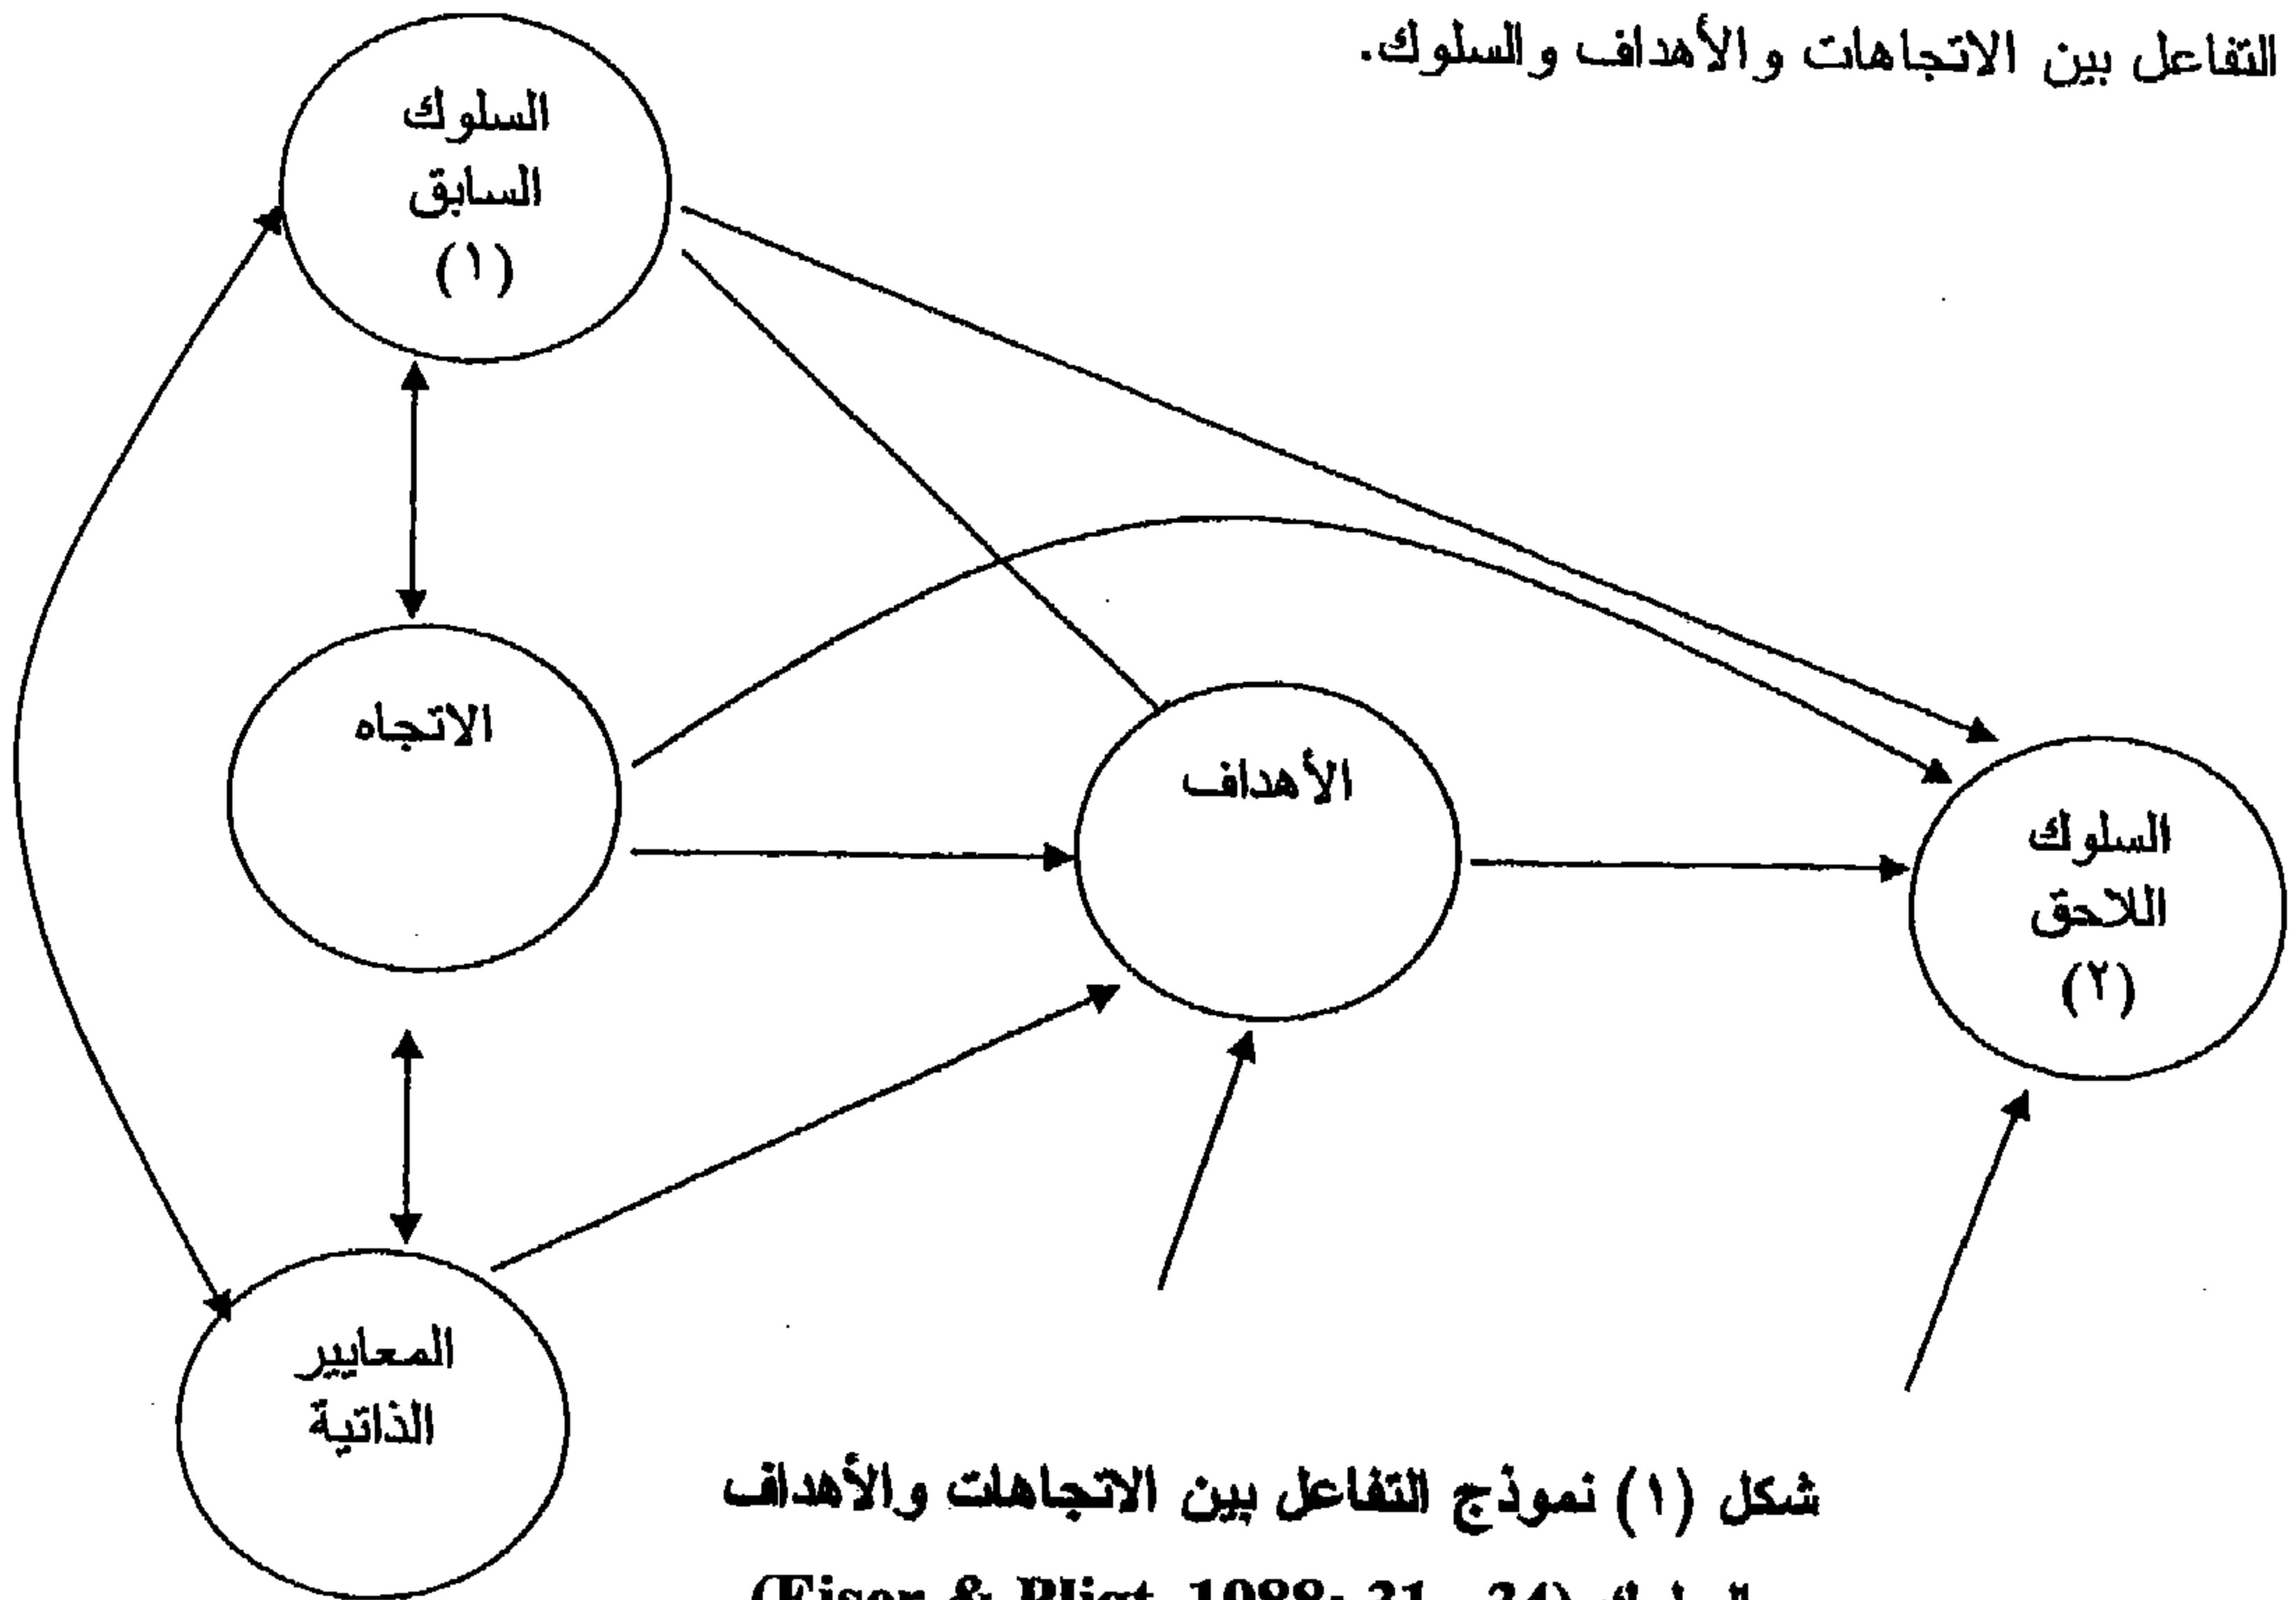 التفاعل بين الاتجاهات والأهداف والسلوك.
السلوك
السابق
(١)
الاتجاه
الأهداف
السلوك
اللاحق
(٢)
المعايير
الذاتية
شكل (١) نموذج التفاعل بين الاتجاهات والأهداف